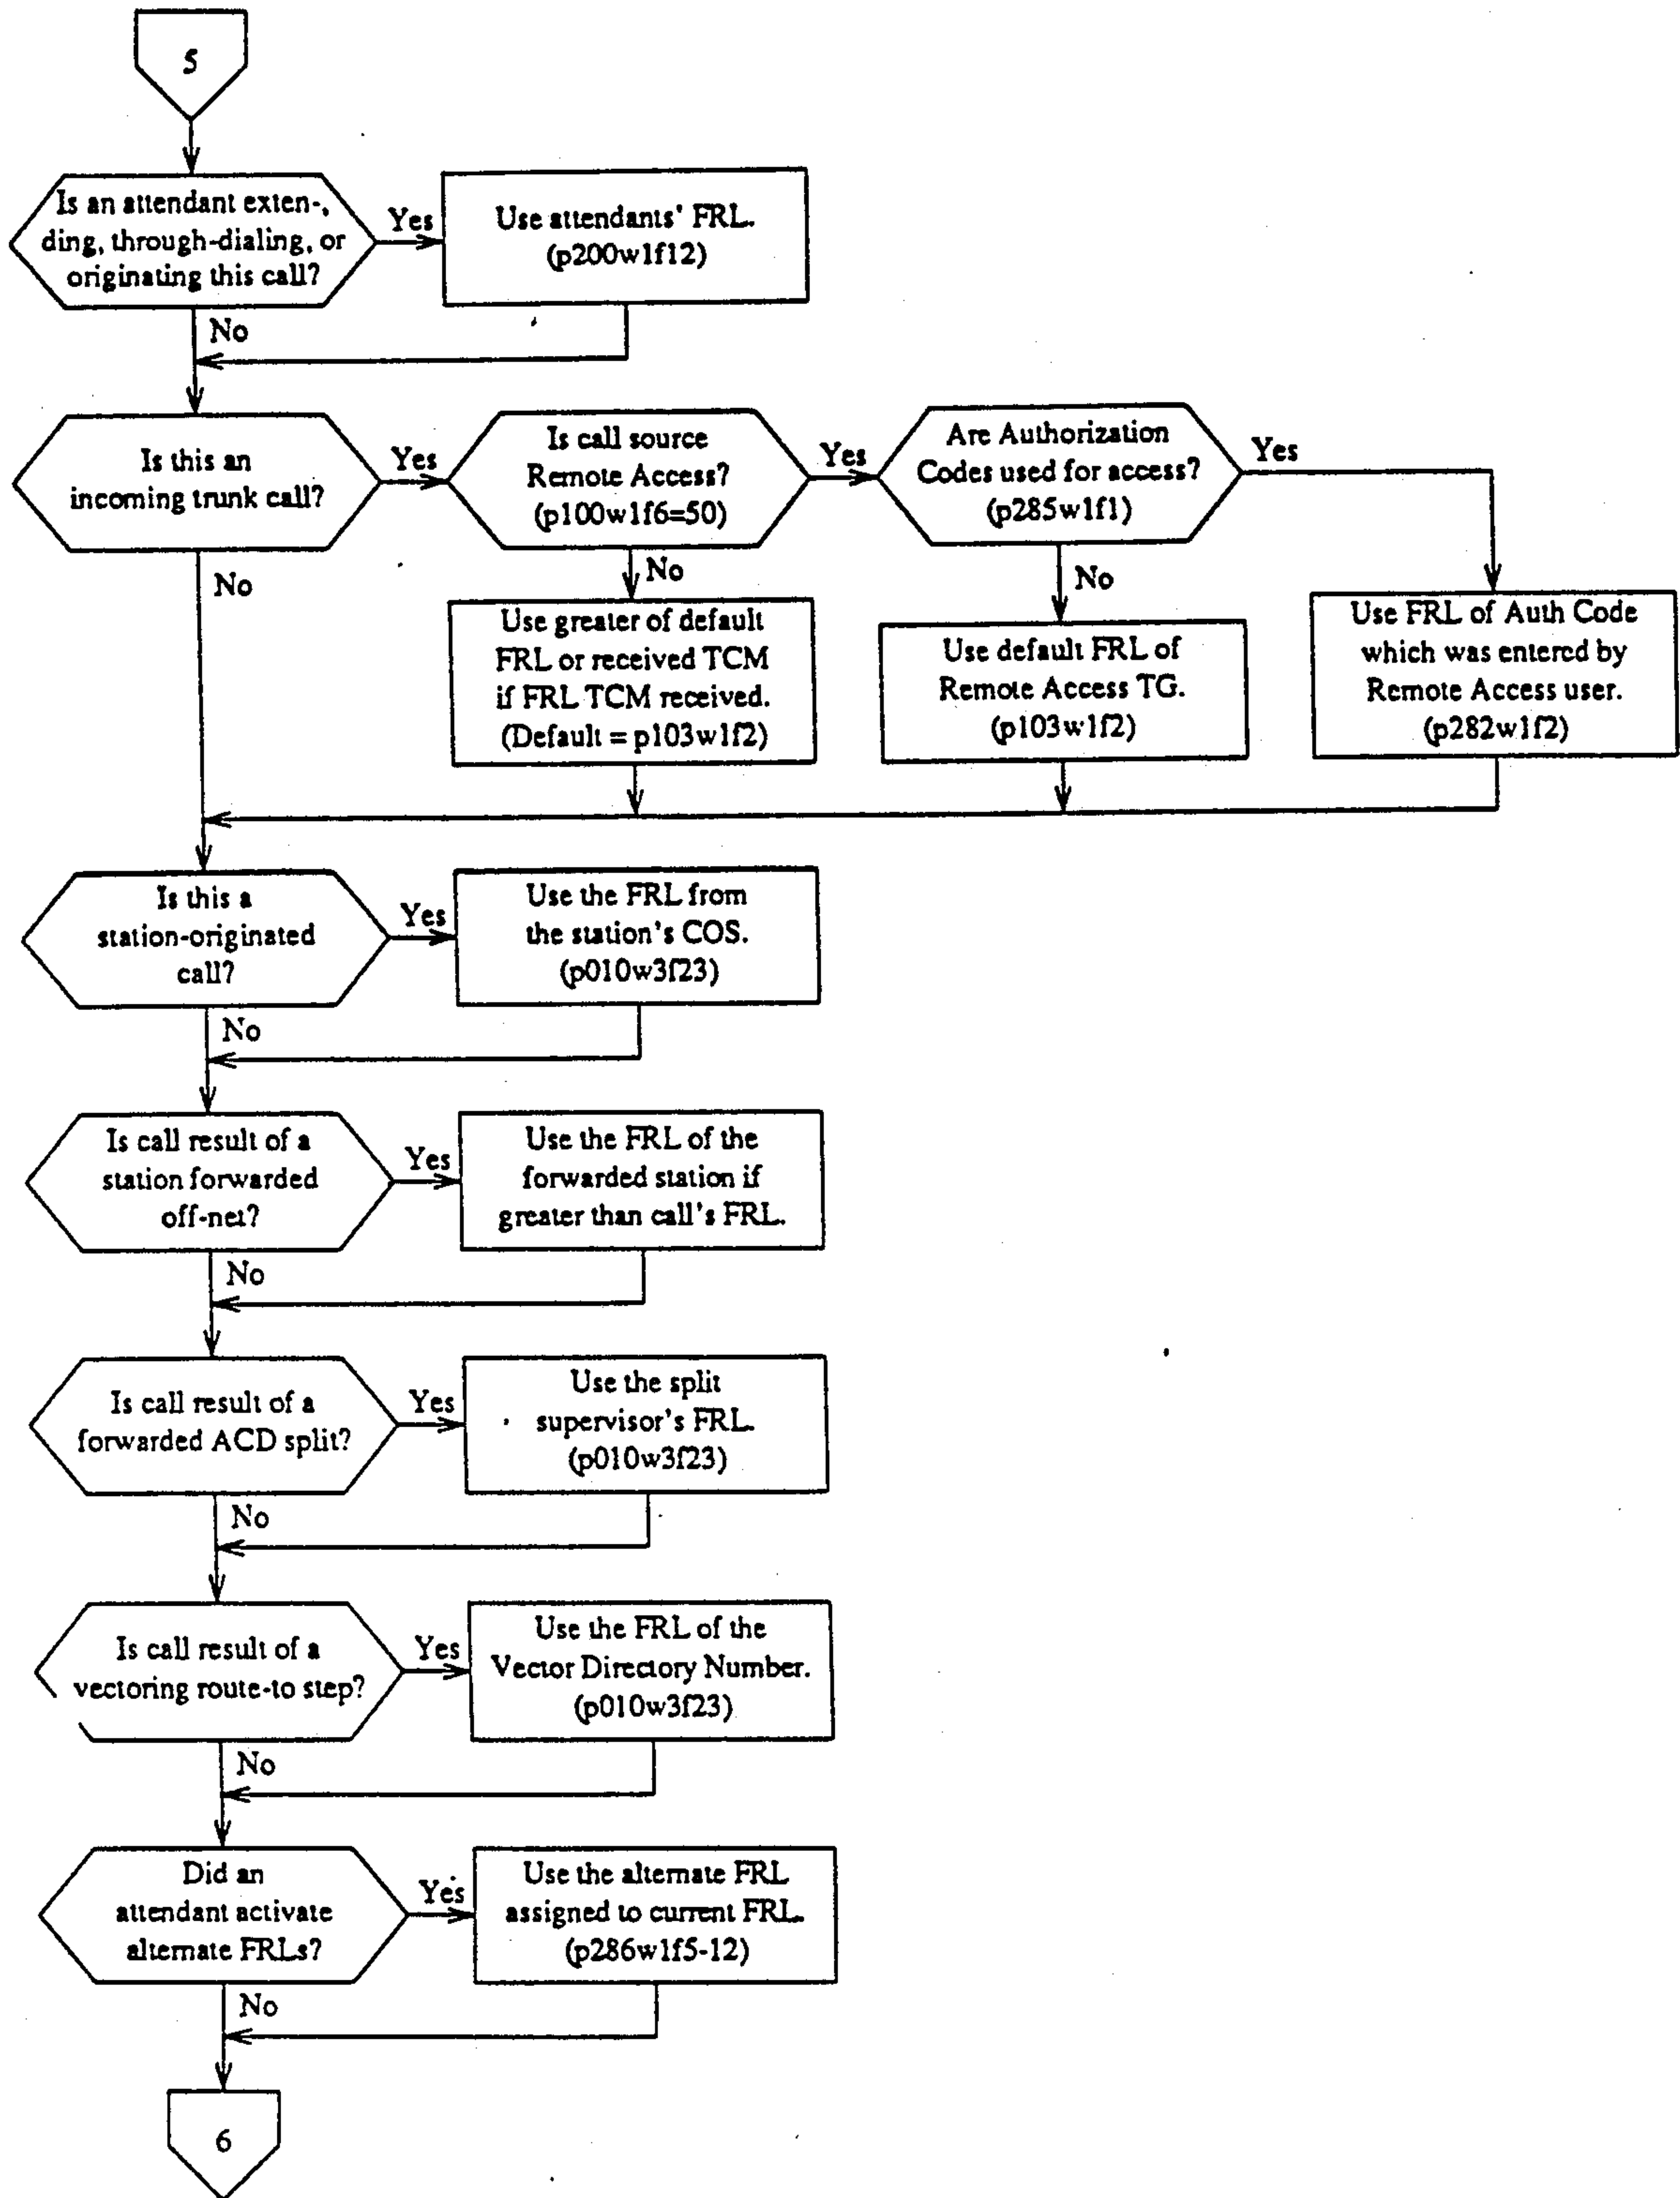 5
Is an attendant exten-
ding, through-dialing, or
originating this call?
Yes
Use attendants' FRL.
(p200w1f12)
No
Is this an
incoming trunk call?
Yes
Is call source
Remote Access?
(p100w1f6=50)
Yes
Are Authorization
Codes used for access?
(p285w1f1)
Yes
No
No
No
Use greater of default
FRL or received TCM
if FRL TCM received.
(Default = p103w1f2)
Use default FRL of
Remote Access TG.
(p103w1f2)
Use FRL of Auth Code
which was entered by
Remote Access user.
(p282w1f2)
Is this a
station-originated
call?
Yes
Use the FRL from
the station's COS.
(p010w3f23)
No
Is call result of a
station forwarded
off-net?
Yes
Use the FRL of the
forwarded station if
greater than call's FRL.
No
Is call result of a
forwarded ACD split?
Yes
Use the split
supervisor's FRL.
(p010w3f23)
No
Is call result of a
vectoring route-to step?
Yes
Use the FRL of the
Vector Directory Number.
(p010w3f23)
No
Did an
attendant activate
alternate FRLs?
Yes
Use the alternate FRL
assigned to current FRL.
(p286w1f5-12)
No
6